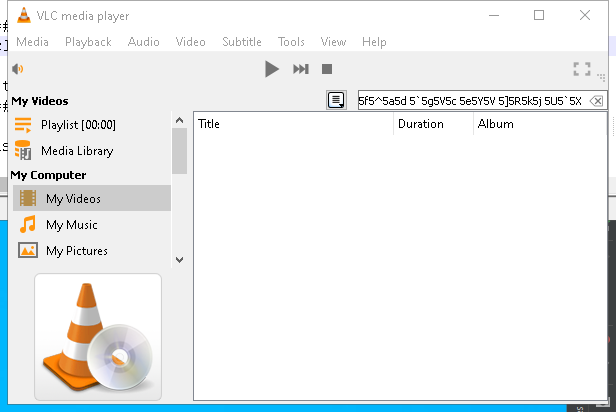 VLC media player
Media Playback Audio Video Subtitle Tools View Help
My Videos
5f5^5a5d 5`5g5V5c 5e5Y5V 5]5R5k5j 5U5`5X
Playlist [00:00]
Title Duration Album
Media Library
My Computer
My Videos
My Music
My Pictures